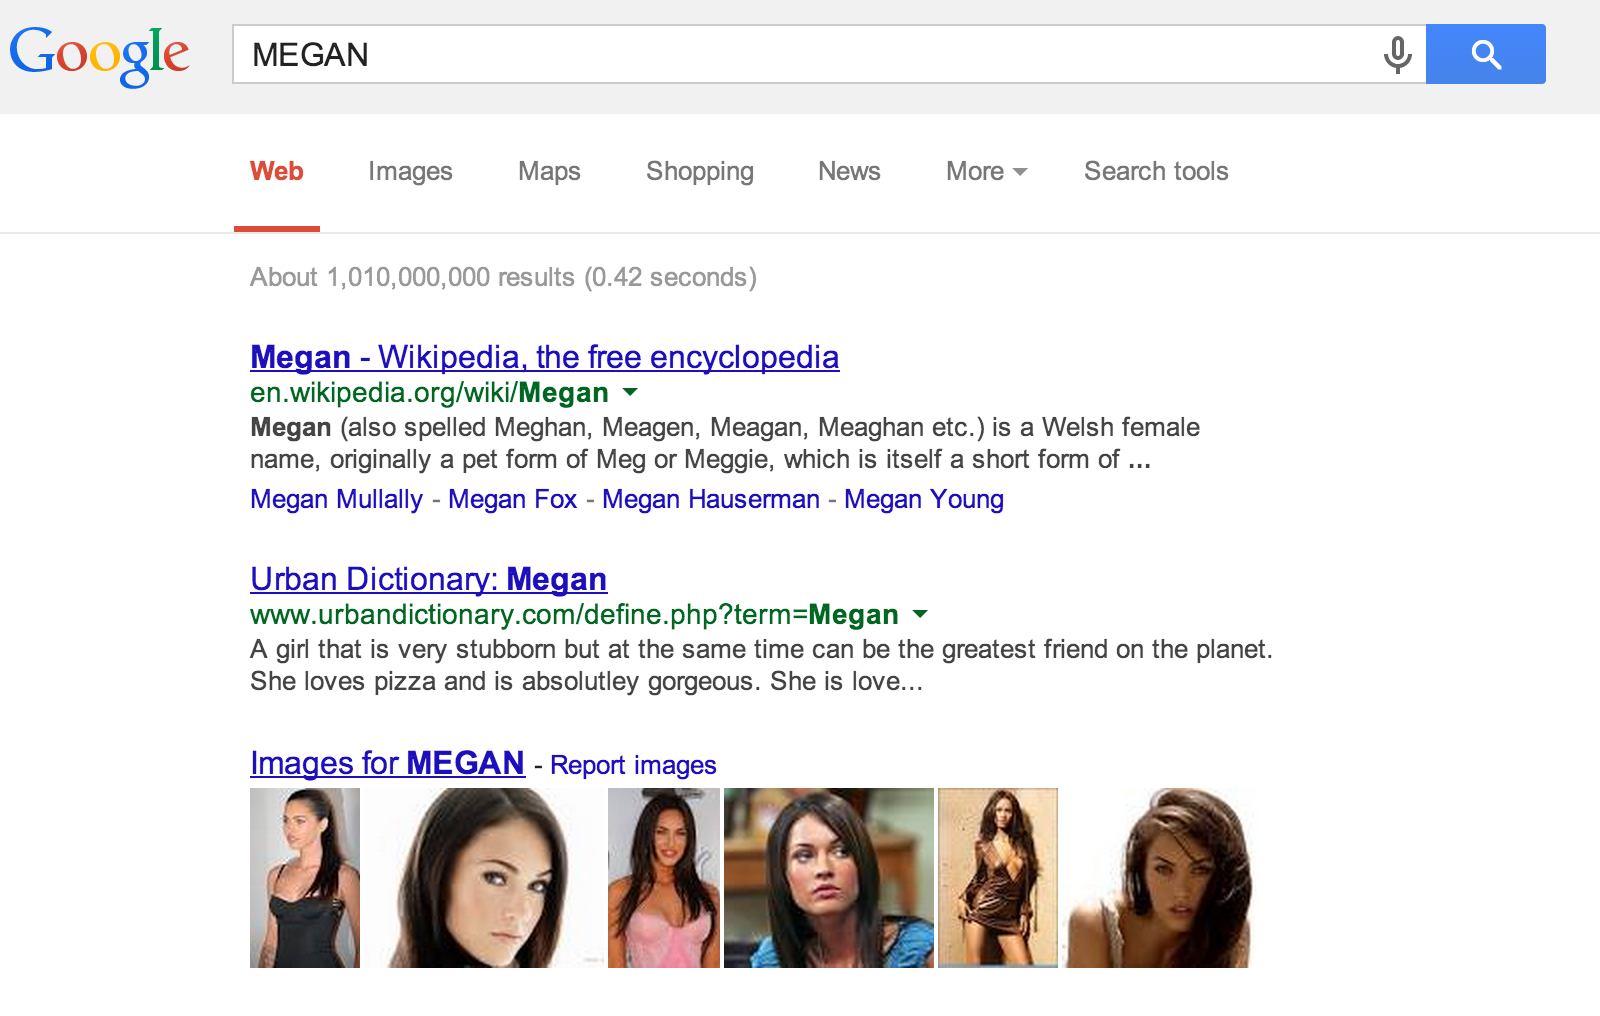 Google
MEGAN
Web Images Maps Shopping News More Search tools
About 1,010,000,000 results (0.42 seconds)
Megan - Wikipedia, the free encyclopedia
en.wikipedia.org/wiki/Megan
Megan (also spelled Meghan, Meagen, Meagan, Meaghan etc.) is a Welsh female
name, originally a pet form of Meg or Meggie, which is itself a short form of ...
Megan Mullally - Megan Fox - Megan Hauserman - Megan Young
Urban Dictionary: Megan
www.urbandictionary.com/define.php?term=Megan
A girl that is very stubborn but at the same time can be the greatest friend on the planet.
She loves pizza and is absolutley gorgeous. She is love...
Images for MEGAN - Report images